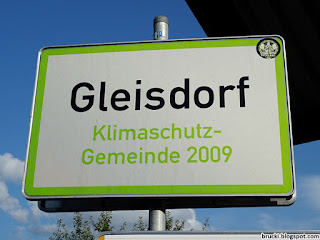 Gleisdorf
Klimaschutz-
Gemeinde 2009
brucki.blogspot.com